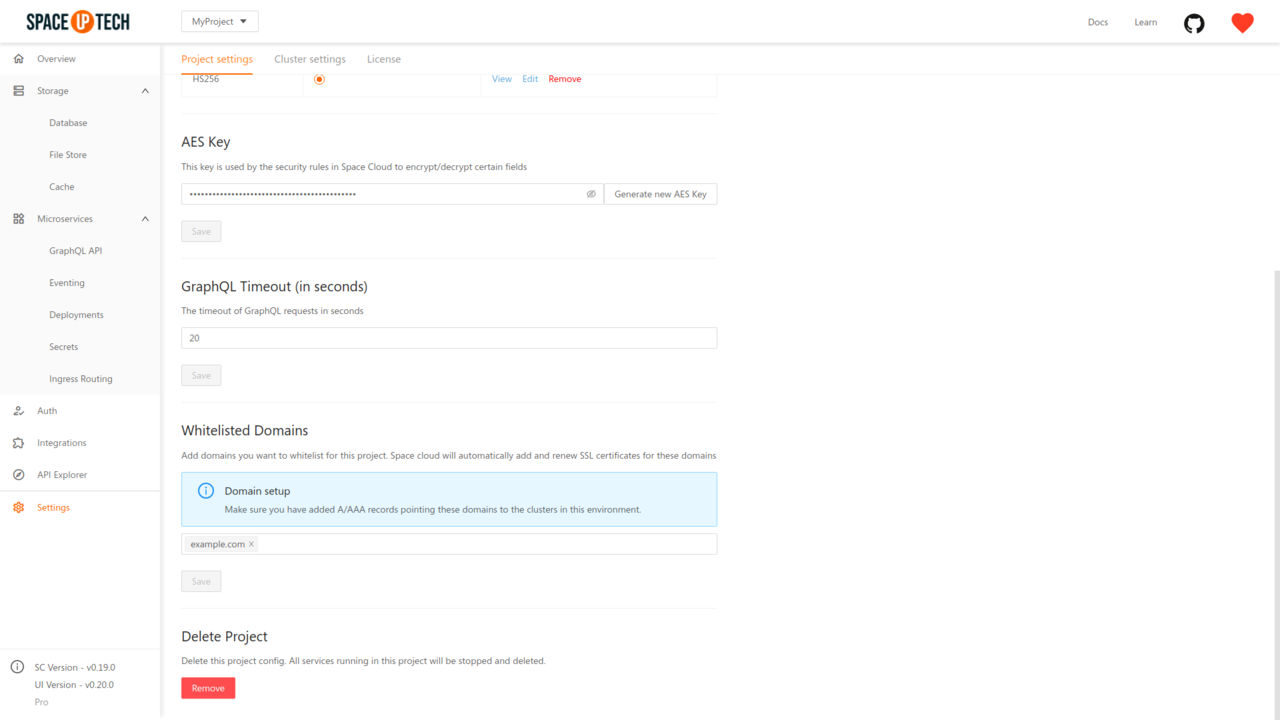 SPACE UP TECH
MyProject
Docs
Learn
Overview
Storage
Database
File Store
Cache
Microservices
GraphQL API
Eventing
Deployments
Secrets
Ingress Routing
Auth
Integrations
API Explorer
Settings
SC Version - v0.19.0
UI Version - v0.20.0
Pro
Project settings
Cluster settings
License
HS256
View Edit Remove
AES Key
This key is used by the security rules in Space Cloud to encrypt/decrypt certain fields
Generate new AES Key
Save
GraphQL Timeout (in seconds)
The timeout of GraphQL requests in seconds
20
Save
Whitelisted Domains
Add domains you want to whitelist for this project. Space cloud will automatically add and renew SSL certificates for these domains
Domain setup
Make sure you have added A/AAA records pointing these domains to the clusters in this environment.
example.com
Save
Delete Project
Delete this project config. All services running in this project will be stopped and deleted.
Remove